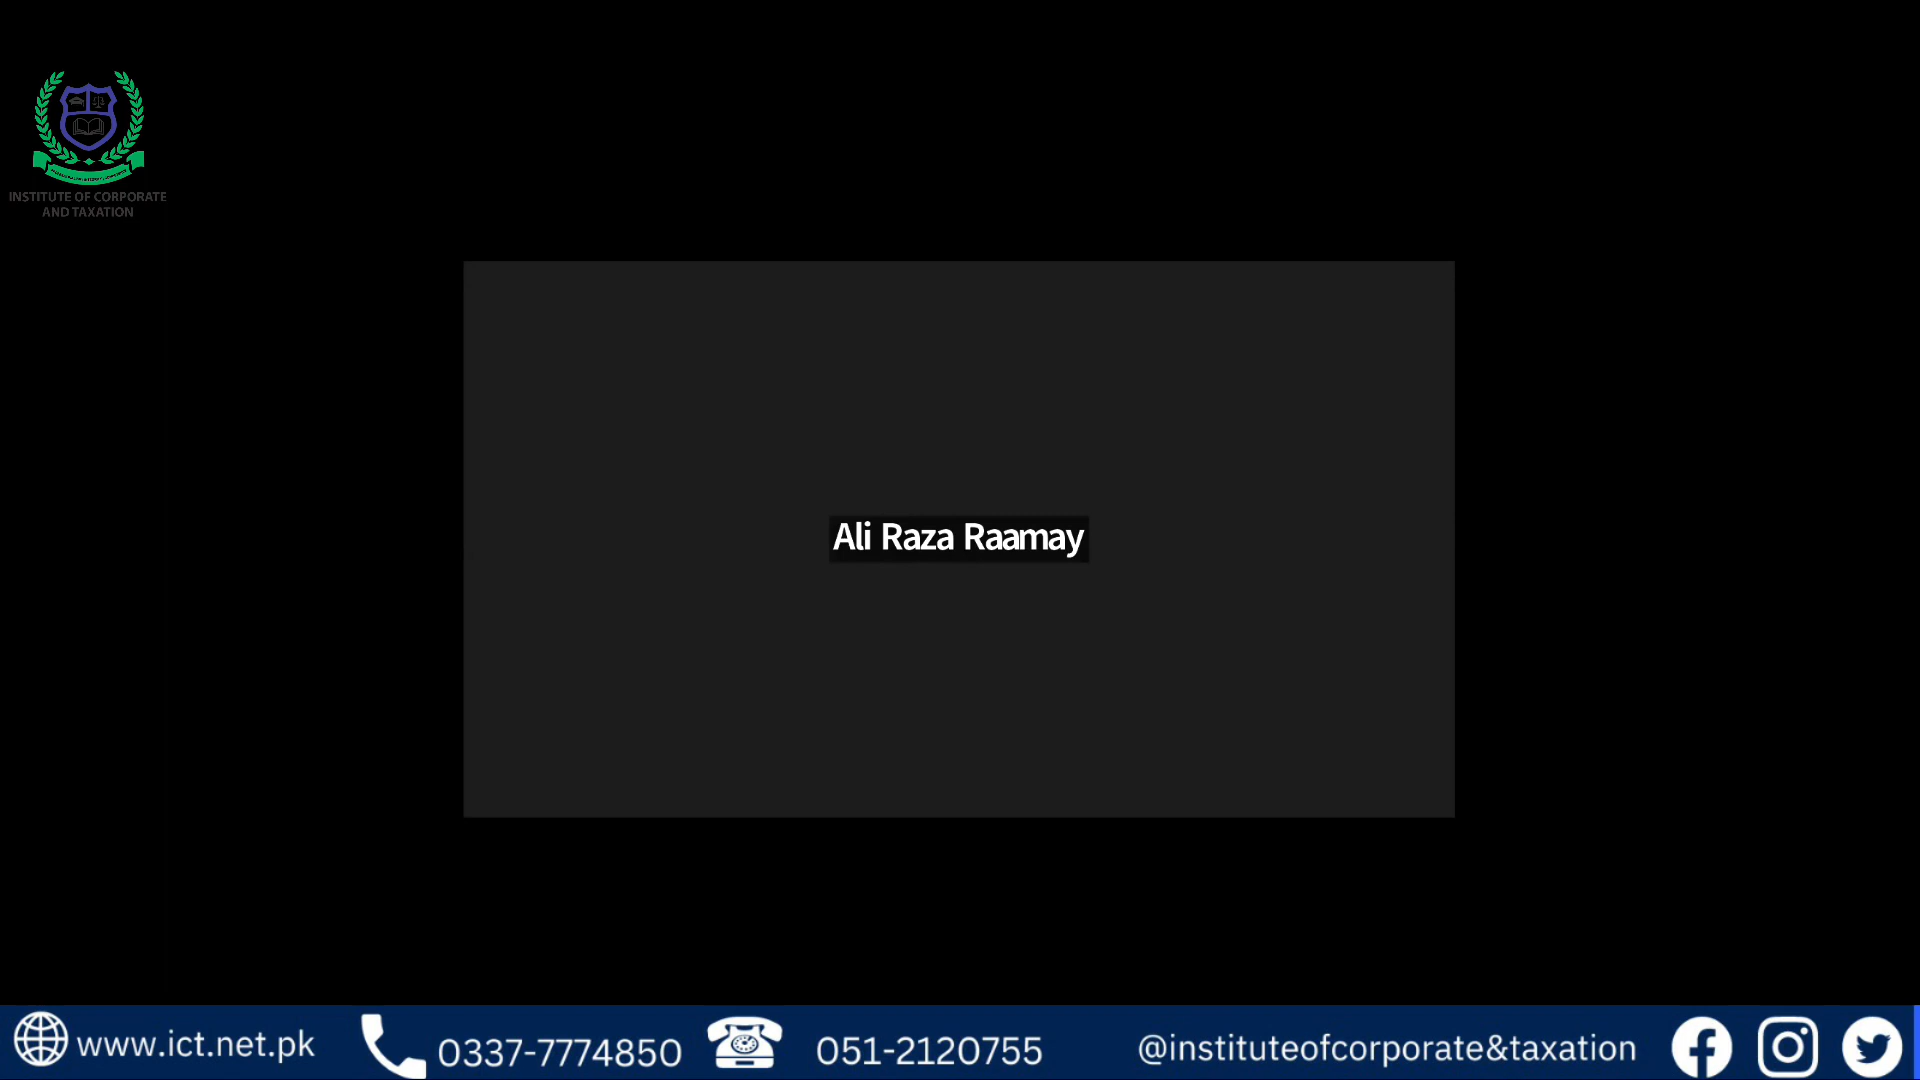 INSTITUTE OF CORPORATE
AND TAXATION
Ali Raza Raamay
www.ict.net.pk
0337-7774850
051-2120755
@instituteofcorporate&taxation